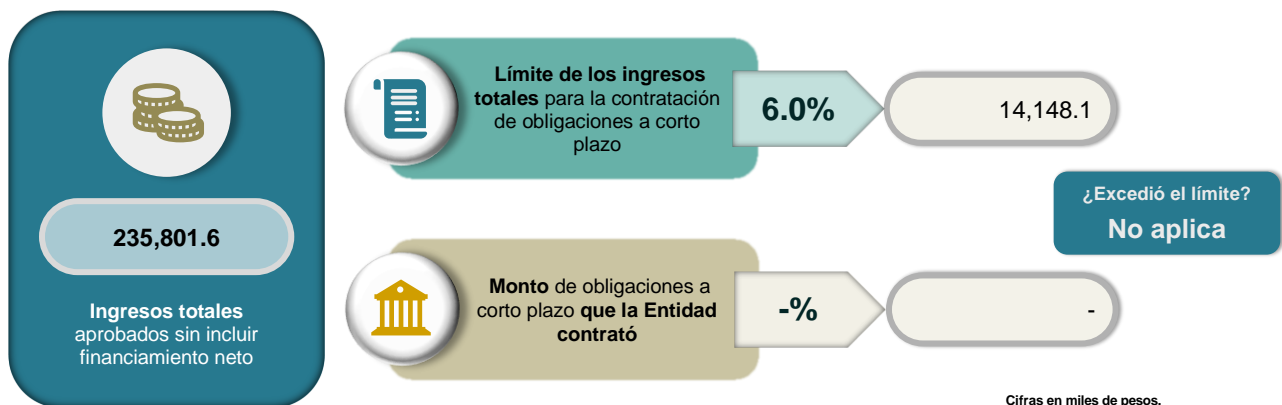 235,801.6
Ingresos totales
aprobados sin incluir
financiamiento neto
Límite de los ingresos
totales para la contratación
de obligaciones a corto
plazo
6.0%
14,148.1
¿Excedió el límite?
No aplica
Monto de obligaciones a
corto plazo que la Entidad
contrató
-%
-
Cifras en miles de pesos.